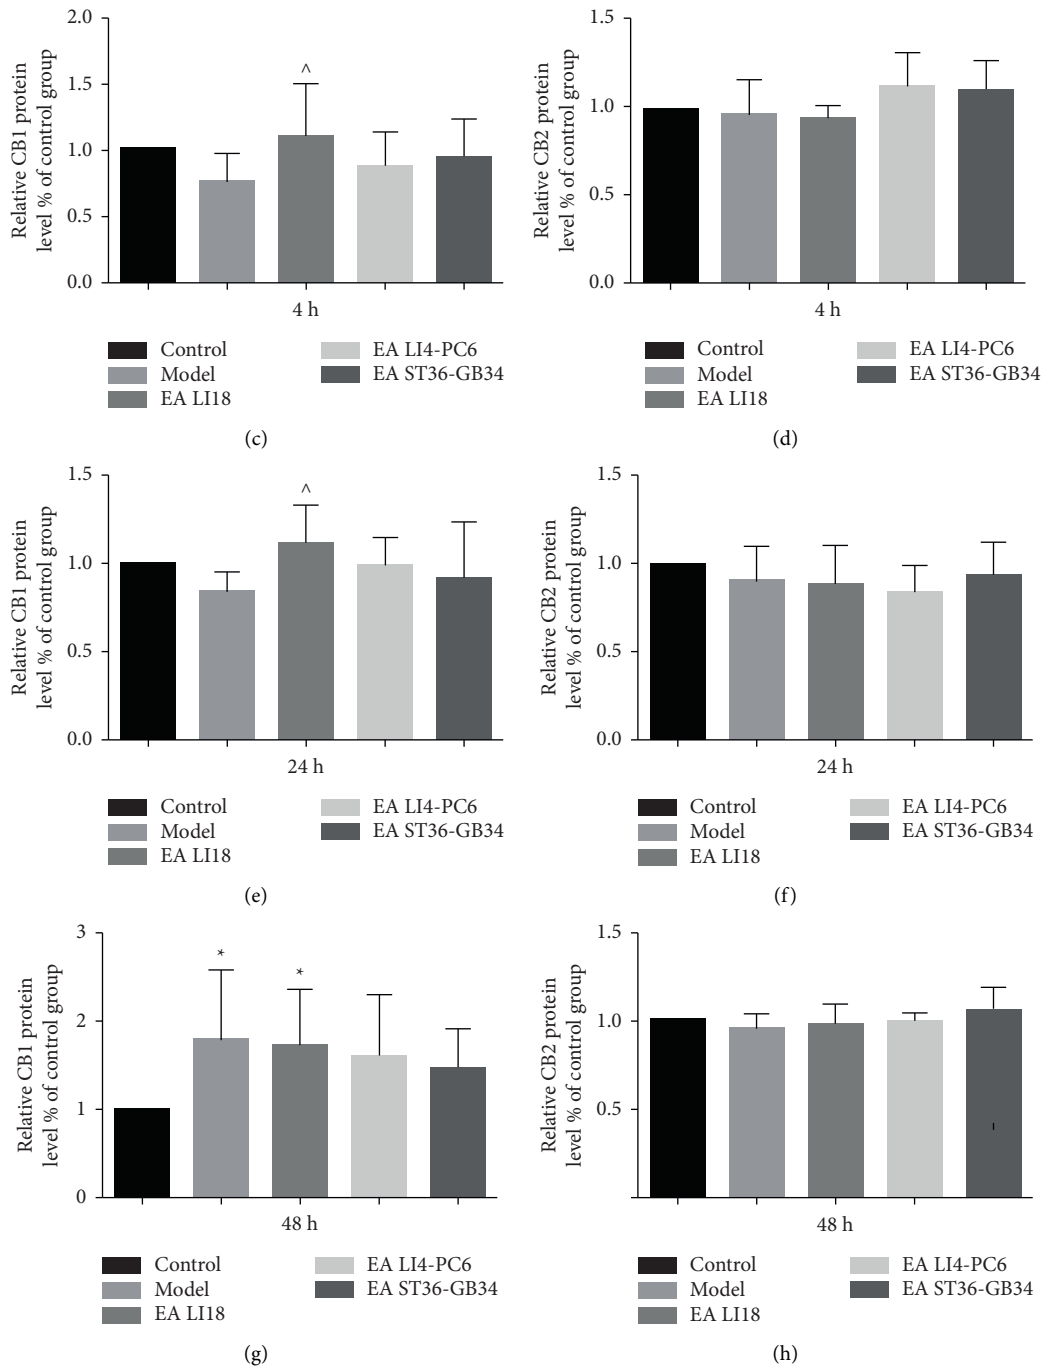 Relative CB1 protein
level % of control group
2.0
1.5
1.0
0.5
0.0
^
4 h
Control
Model
EA LI18
EA LI4-PC6
EA ST36-GB34
(c)
Relative CB2 protein
level % of control group
1.5
1.0
0.5
0.0
4 h
Control
Model
EA LI18
EA LI4-PC6
EA ST36-GB34
(d)
Relative CB1 protein
level % of control group
1.5
1.0
0.5
0.0
^
24 h
Control
Model
EA LI18
EA LI4-PC6
EA ST36-GB34
(e)
Relative CB2 protein
level % of control group
1.5
1.0
0.5
0.0
24 h
Control
Model
EA LI18
EA LI4-PC6
EA ST36-GB34
(f)
Relative CB1 protein
level % of control group
3
2
1
0
*
*
48 h
Control
Model
EA LI18
EA LI4-PC6
EA ST36-GB34
(g)
Relative CB2 protein
level % of control group
1.5
1.0
0.5
48 h
Control
Model
EA LI18
EA LI4-PC6
EA ST36-GB34
(h)